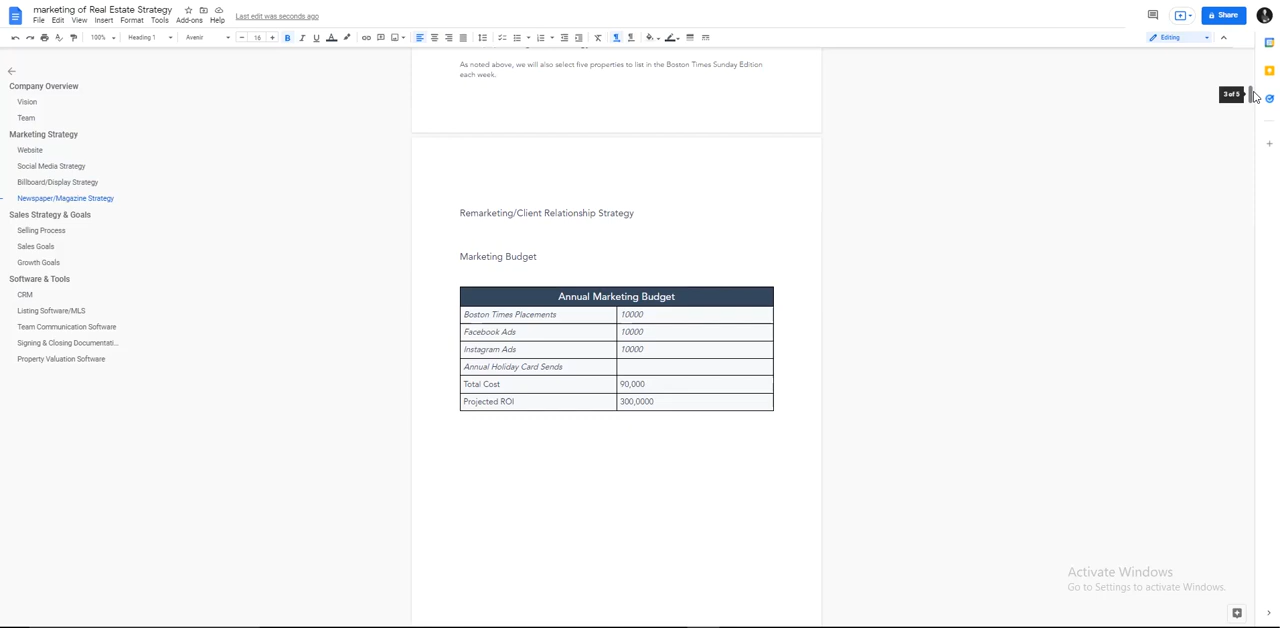 marketing of Real Estate Strategy
File Edit View Insert Format Tools Add-ons Help Last edit was seconds ago
Share
100% Heading 1 Avenir 16 B I U A Editing
As noted above, we will also select five properties to list in the Boston Times Sunday Edition
each week.
3 of 5
Company Overview
Vision
Team
Marketing Strategy
Website
Social Media Strategy
Billboard/Display Strategy
Newspaper/Magazine Strategy
Sales Strategy & Goals
Selling Process
Sales Goals
Growth Goals
Software & Tools
CRM
Listing Software/MLS
Team Communication Software
Signing & Closing Documentati...
Property Valuation Software
Remarketing/Client Relationship Strategy
Marketing Budget
Annual Marketing Budget
Boston Times Placements 10000
Facebook Ads 10000
Instagram Ads 10000
Annual Holiday Card Sends
Total Cost 90,000
Projected ROI 300,0000
Activate Windows
Go to Settings to activate Windows.